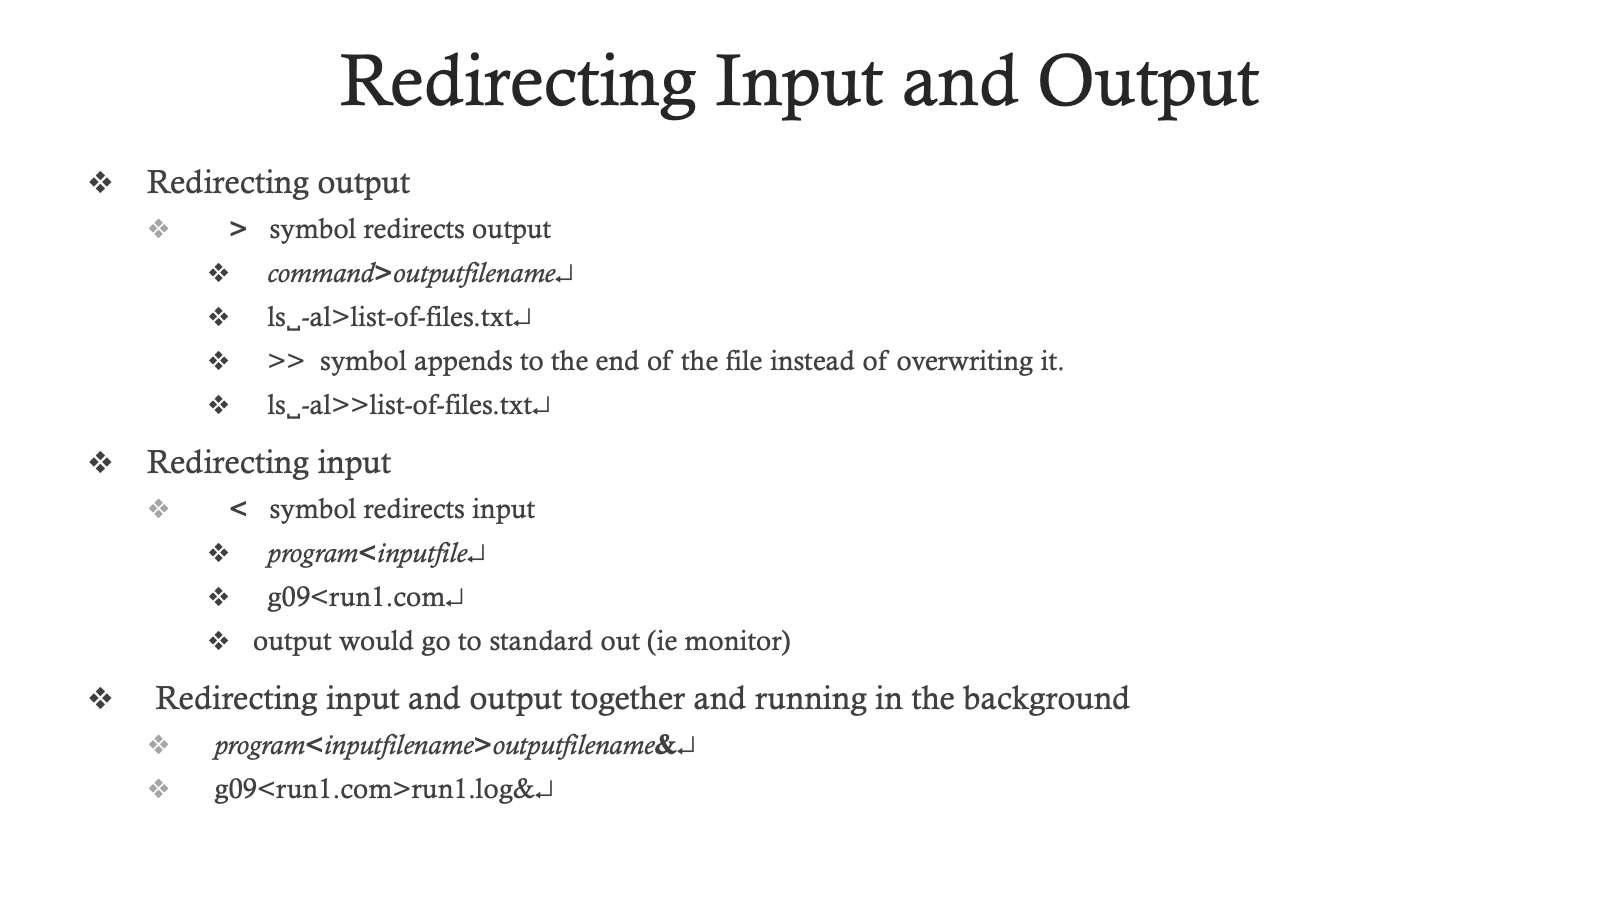 Redirecting Input and Output
❖ Redirecting output
❖ > symbol redirects output
❖ command>outputfilename↵
❖ ls␣-al>list-of-files.txt↵
❖ >> symbol appends to the end of the file instead of overwriting it.
❖ ls␣-al>>list-of-files.txt↵
❖ Redirecting input
❖ < symbol redirects input
❖ program<inputfile↵
❖ g09<run1.com↵
❖ output would go to standard out (ie monitor)
❖ Redirecting input and output together and running in the background
❖ program<inputfilename>outputfilename&↵
❖ g09<run1.com>run1.log&↵